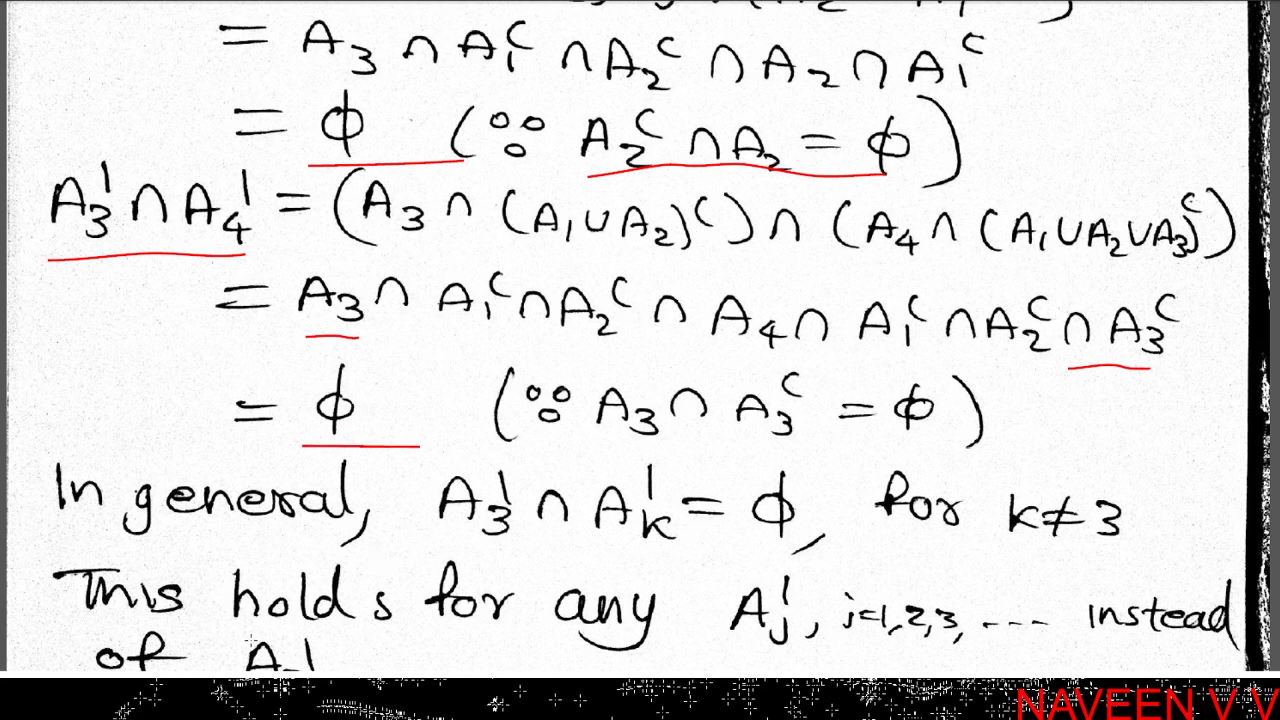 = A₃ ∩ A₁ᶜ ∩ A₂ᶜ ∩ A₂ ∩ A₁ᶜ
= ϕ (∵ A₂ᶜ ∩ A₂ = ϕ)
A₃' ∩ A₄' = (A₃ ∩ (A₁ ∪ A₂)ᶜ) ∩ (A₄ ∩ (A₁ ∪ A₂ ∪ A₃)ᶜ)
= A₃ ∩ A₁ᶜ ∩ A₂ᶜ ∩ A₄ ∩ A₁ᶜ ∩ A₂ᶜ ∩ A₃ᶜ
= ϕ (∵ A₃ ∩ A₃ᶜ = ϕ)
In general, A₃' ∩ Aₖ' = ϕ, for k ≠ 3
This holds for any Aⱼ', j=1,2,3, ---- instead
of
NAVEEN V V